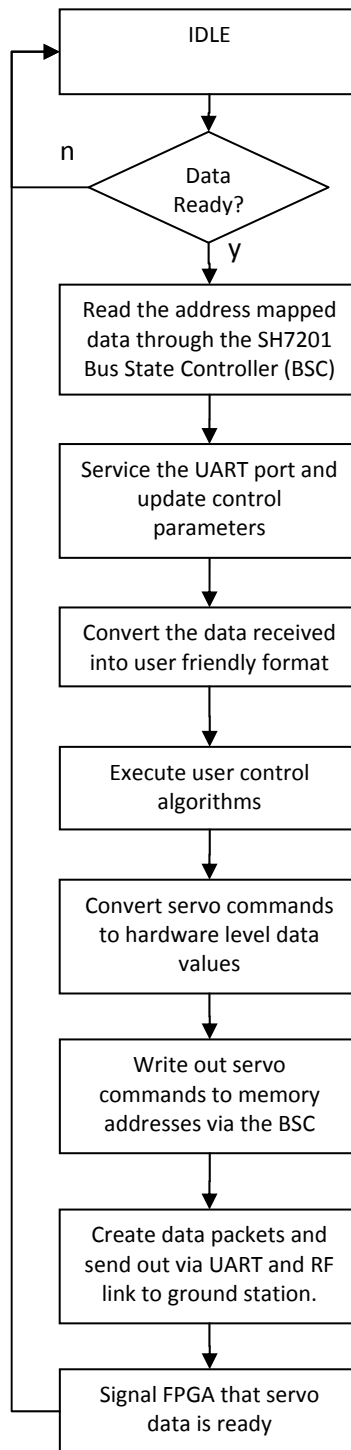 IDLE
n
Data
Ready?
y
Read the address mapped
data through the SH7201
Bus State Controller (BSC)
Service the UART port and
update control
parameters
Convert the data received
into user friendly format
Execute user control
algorithms
Convert servo commands
to hardware level data
values
Write out servo
commands to memory
addresses via the BSC
Create data packets and
send out via UART and RF
link to ground station.
Signal FPGA that servo
data is ready